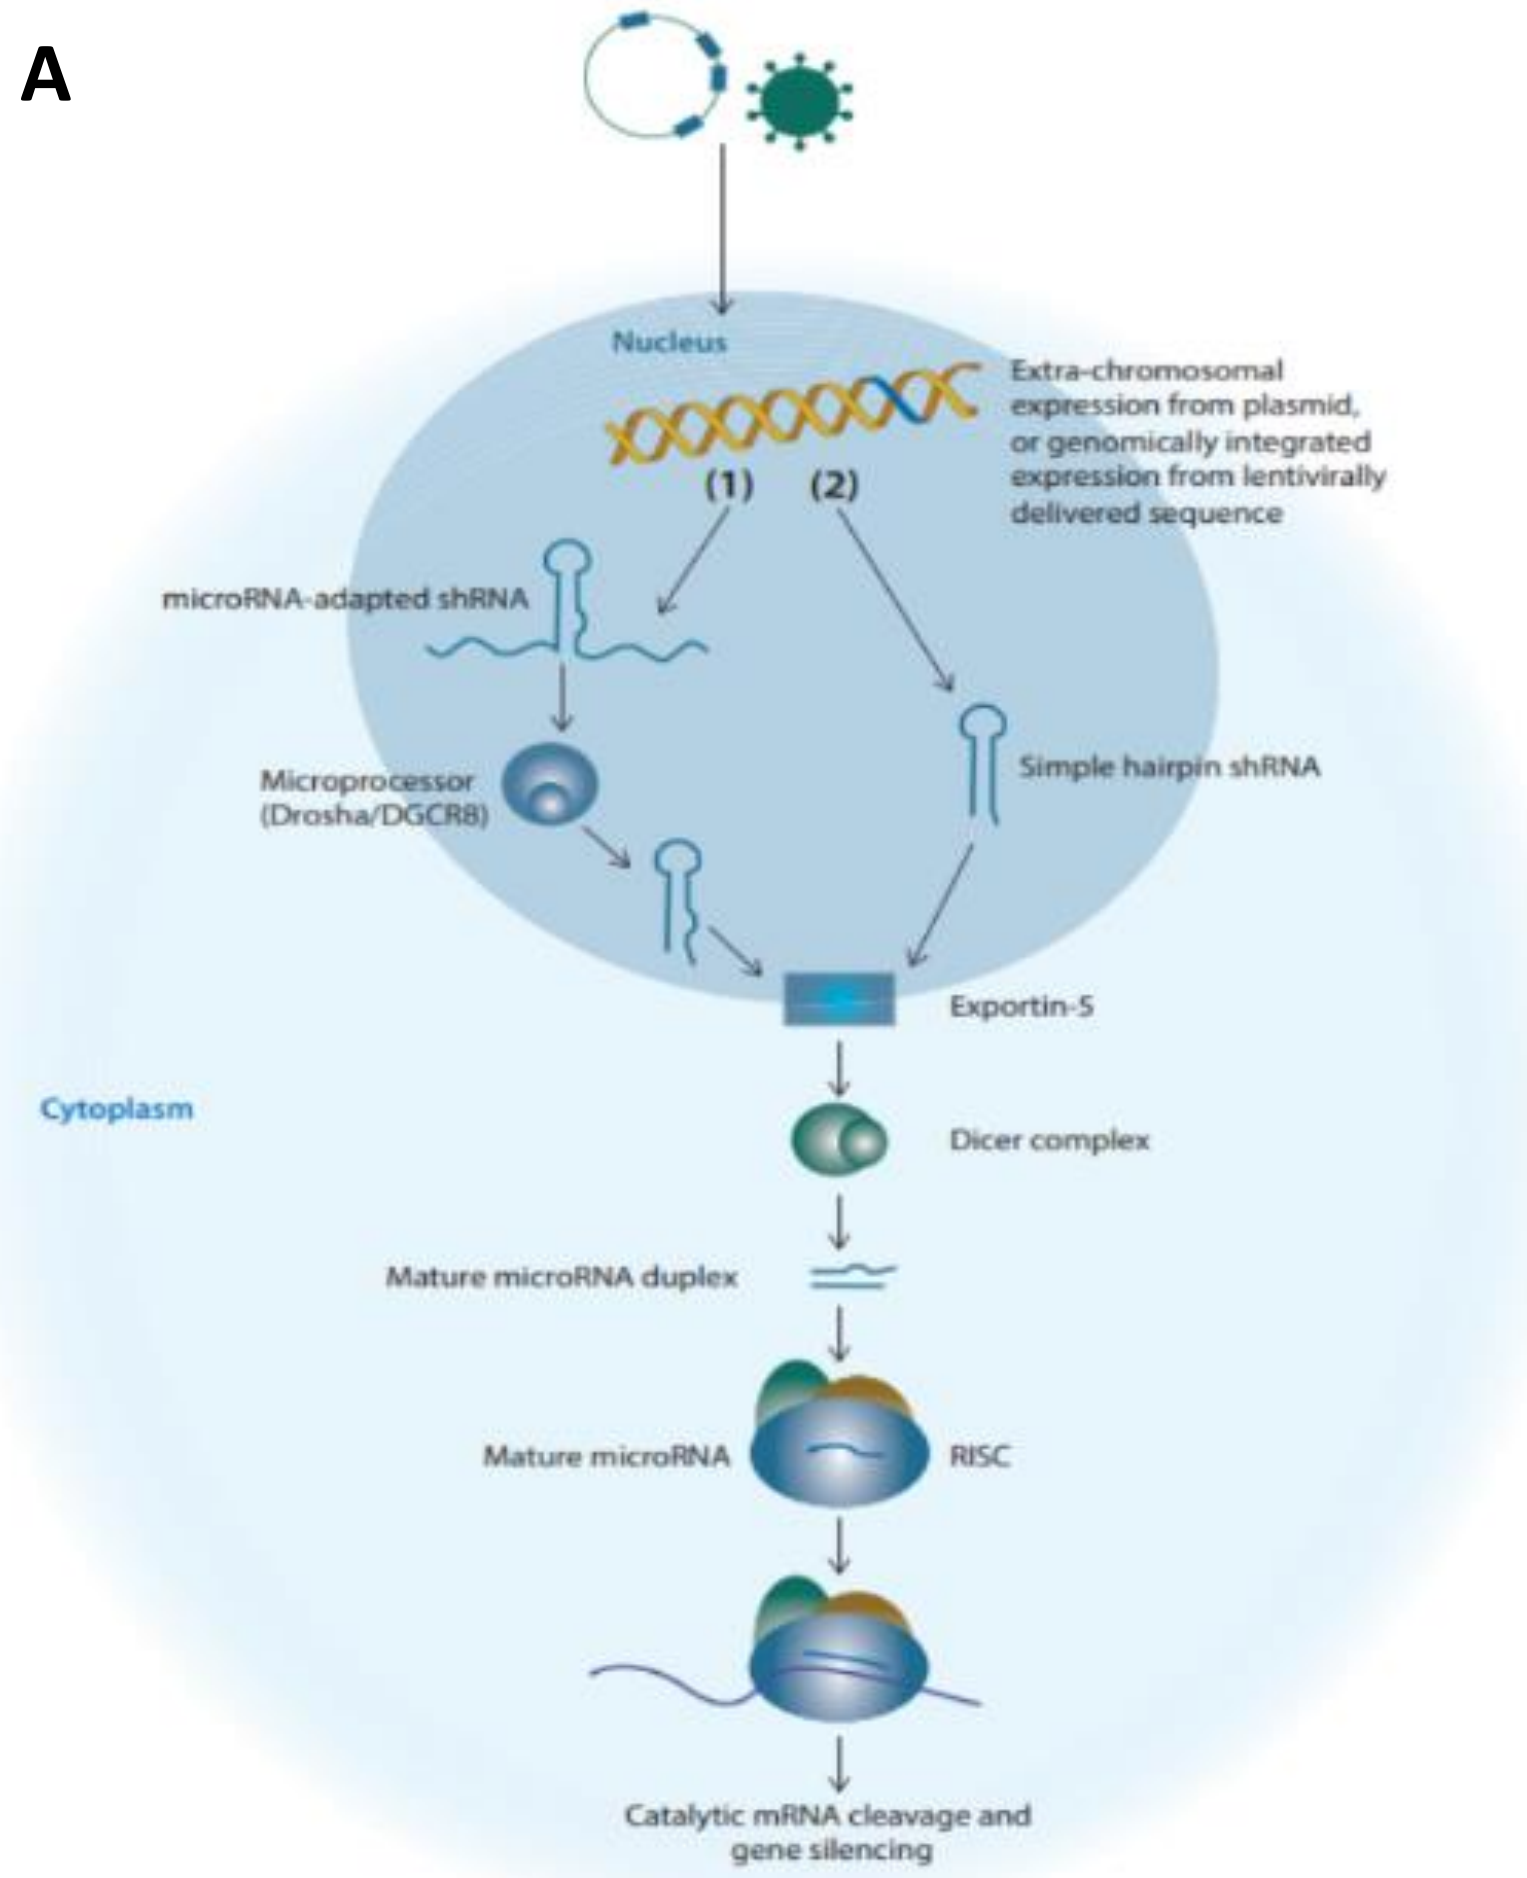 A
Nucleus
Extra-chromosomal
expression from plasmid,
or genomically integrated
expression from lentivirally
delivered sequence
(1) (2)
microRNA-adapted shRNA
Microprocessor
(Drosha/DGCR8)
Simple hairpin shRNA
Exportin-5
Cytoplasm
Dicer complex
Mature microRNA duplex
Mature microRNA
RISC
Catalytic mRNA cleavage and
gene silencing